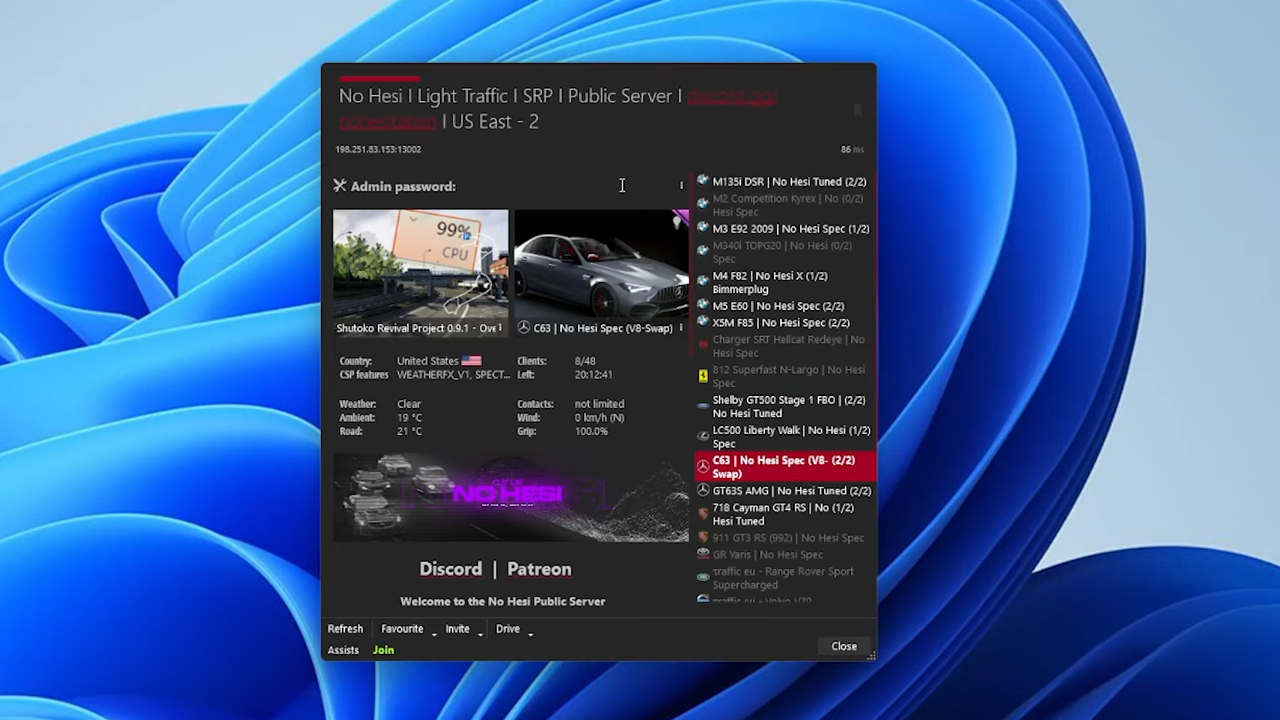 No Hesi I Light Traffic I SRP I Public Server I discord.gg/
nohesitation I US East - 2
198.251.83.153:13002
86 ms
Admin password:
99%
CPU
Shutoko Revival Project 0.9.1 - Ove
C63 | No Hesi Spec (V8-Swap)
Country: United States
Clients: 8/48
CSP features WEATHERFX_V1, SPECT...
Left: 20:12:41
Weather: Clear
Contacts: not limited
Ambient: 19 °C
Wind: 0 km/h (N)
Road: 21 °C
Grip: 100.0%
NO HESI
Discord | Patreon
Welcome to the No Hesi Public Server
M135i DSR | No Hesi Tuned (2/2)
M2 Competition Kyrex | No (0/2)
Hesi Spec
M3 E92 2009 | No Hesi Spec (1/2)
M340i TOPG20 | No Hesi (0/2)
Spec
M4 F82 | No Hesi X (1/2)
Bimmerplug
M5 E60 | No Hesi Spec (2/2)
X5M F85 | No Hesi Spec (2/2)
Charger SRT Hellcat Redeye | No
Hesi Spec
812 Superfast N-Largo | No Hesi
Spec
Shelby GT500 Stage 1 FBO | (2/2)
No Hesi Tuned
LC500 Liberty Walk | No Hesi (1/2)
Spec
C63 | No Hesi Spec (V8- (2/2)
Swap)
GT63S AMG | No Hesi Tuned (2/2)
718 Cayman GT4 RS | No (1/2)
Hesi Tuned
911 GT3 RS (992) | No Hesi Spec
GR Yaris | No Hesi Spec
traffic eu - Range Rover Sport
Supercharged
traffic eu - Volvo V70
Refresh Favourite Invite Drive
Assists Join
Close